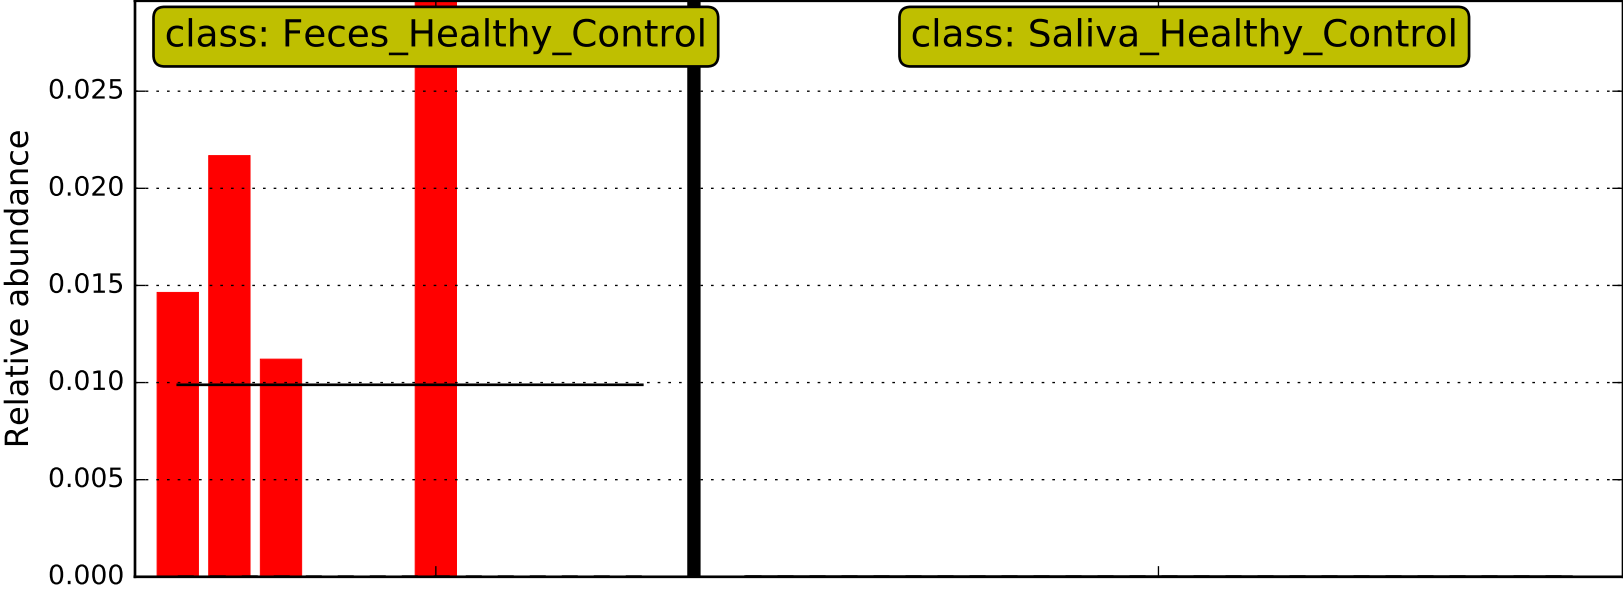 class: Feces_Healthy_Control
class: Saliva_Healthy_Control
Relative abundance
0.025
0.020
0.015
0.010
0.005
0.000